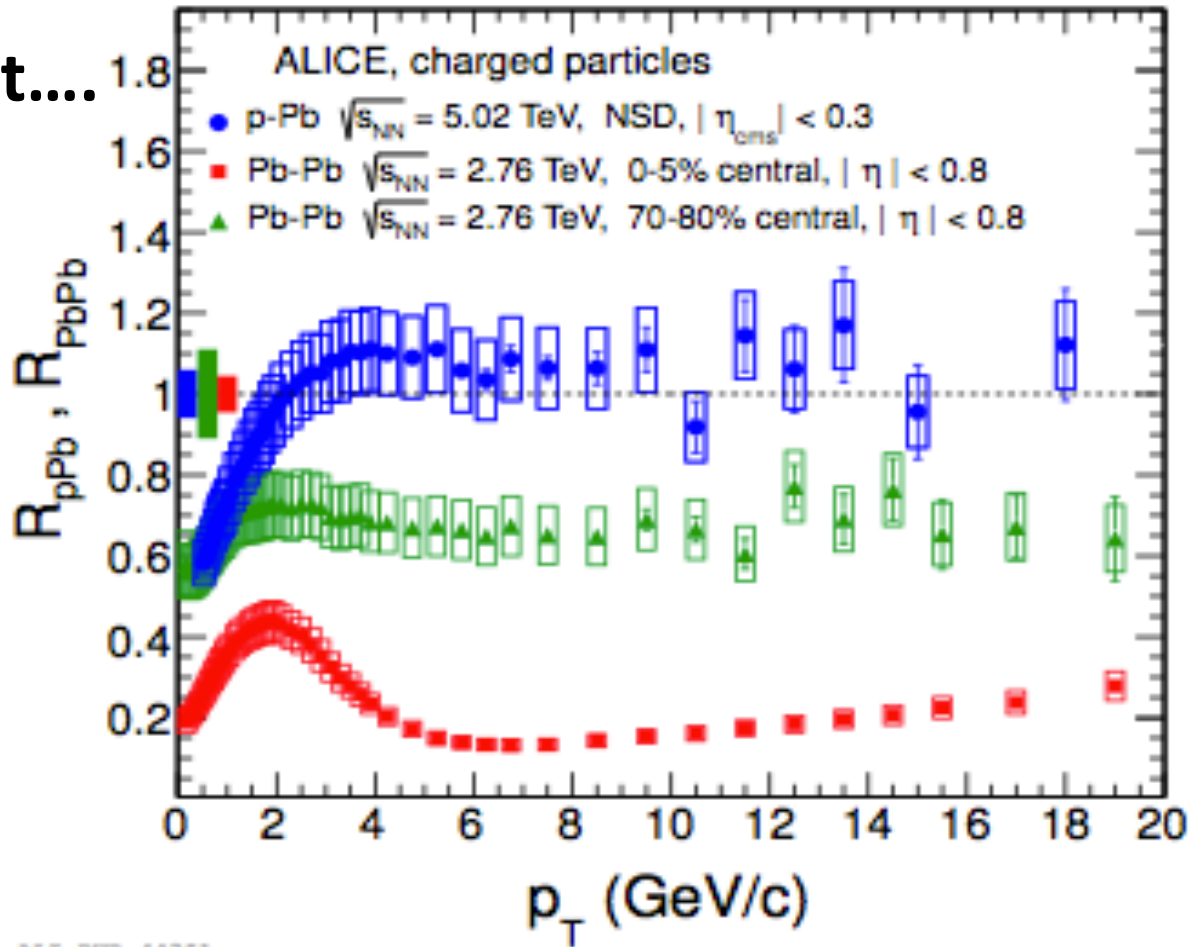 t....
ALICE, charged particles
p-Pb √sNN = 5.02 TeV, NSD, | ηcms| < 0.3
Pb-Pb √sNN = 2.76 TeV, 0-5% central, | η | < 0.8
Pb-Pb √sNN = 2.76 TeV, 70-80% central, | η | < 0.8
RpPb , RPbPb
1.8
1.6
1.4
1.2
1
0.8
0.6
0.4
0.2
0 2 4 6 8 10 12 14 16 18 20
pT (GeV/c)